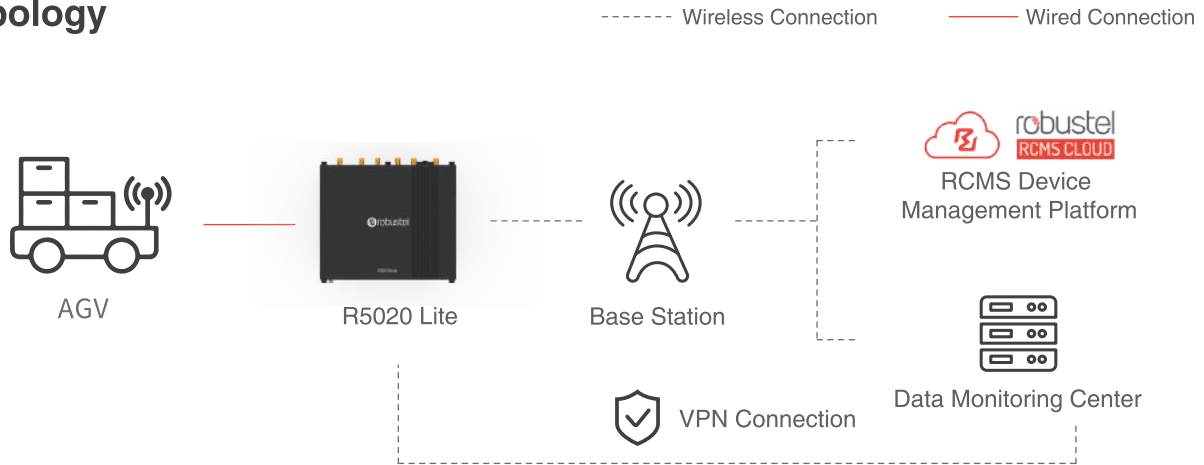 pology
Wireless Connection
Wired Connection
robustel
RCMS CLOUD
RCMS Device
Management Platform
robustel
AGV
R5020 Lite
Base Station
Data Monitoring Center
VPN Connection